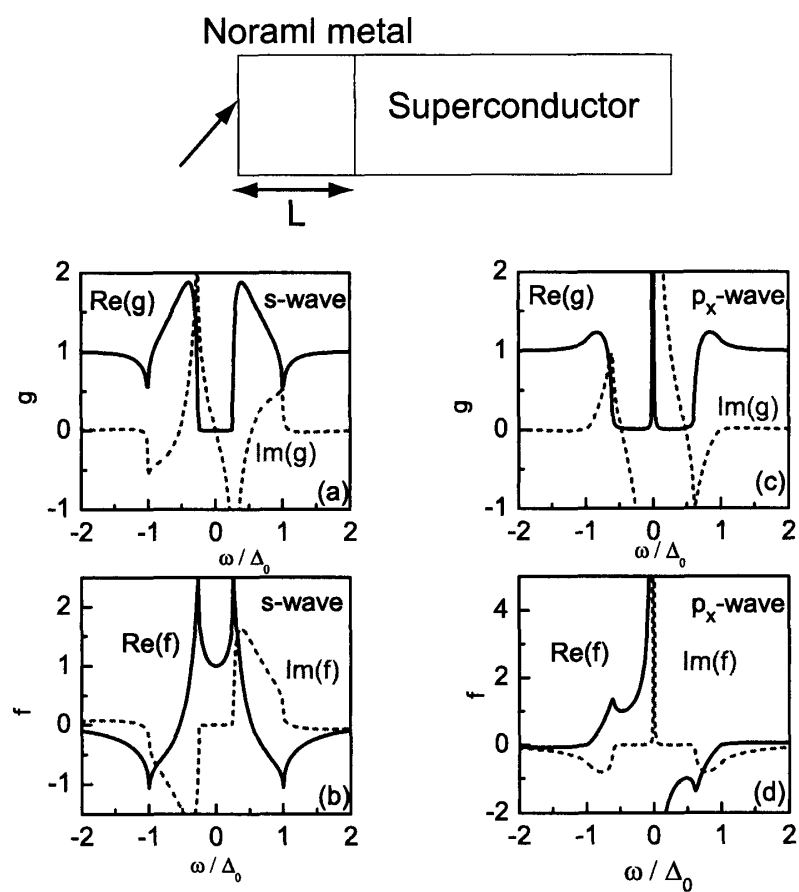 Noraml metal
Superconductor
L
2
1
0
-1
g
Re(g)
s-wave
Im(g)
(a)
-2 -1 0 1 2
ω/Δ₀
2
1
0
-1
g
Re(g)
pₓ-wave
Im(g)
(c)
-2 -1 0 1 2
ω/Δ₀
2
1
0
-1
f
s-wave
Re(f)
Im(f)
(b)
-2 -1 0 1 2
ω/Δ₀
4
2
0
-2
f
pₓ-wave
Re(f)
Im(f)
(d)
-2 -1 0 1 2
ω/Δ₀